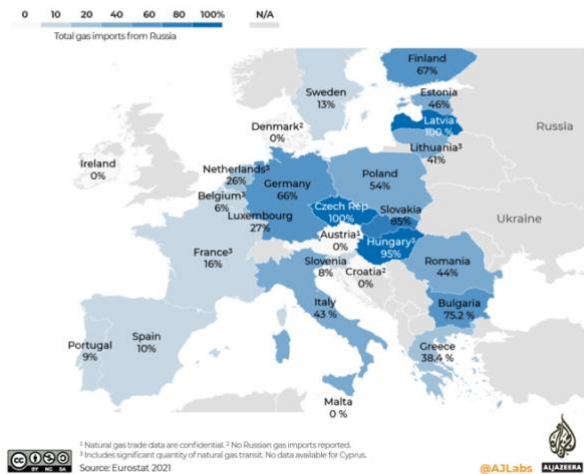 0 10 20 40 60 80 100% N/A
Total gas imports from Russia
Finland
67%
Sweden
13%
Estonia
46%
Latvia¹
100 %
Denmark²
0%
Lithuania³
41%
Russia
Ireland
0%
Netherlands³
26%
Germany
66%
Poland
54%
Belgium³
6%
Luxembourg
27%
Czech Rep
100%
Slovakia
85%
Ukraine
Austria¹
0%
Hungary³
95%
France³
16%
Slovenia
8%
Croatia²
0%
Romania
44%
Italy
43 %
Bulgaria
75.2 %
Portugal
9%
Spain
10%
Greece
38.4 %
Malta
0 %
¹ Natural gas trade data are confidential. ² No Russian gas imports reported.
³ Includes significant quantity of natural gas transit. No data available for Cyprus.
Source: Eurostat 2021
CC BY NC SA
@AJLabs
ALJAZEERA